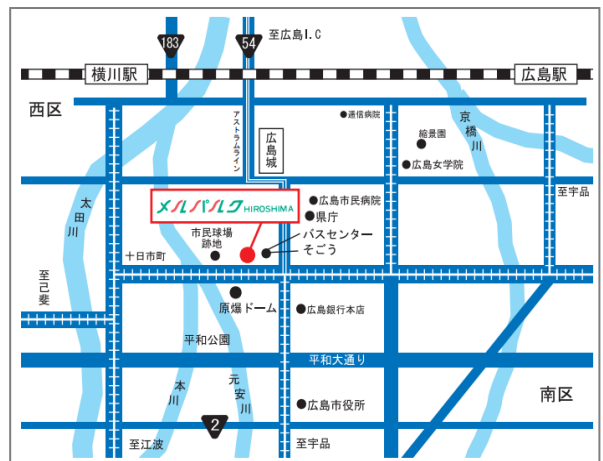 183
54
至広島I.C
横川駅
広島駅
西区
アストラムライン
広島城
通信病院
京橋川
縮景園
広島女学院
太田川
メルパルク HIROSHIMA
広島市民病院
県庁
至宇品
市民球場
跡地
バスセンター
そごう
十日市町
至己斐
原爆ドーム
広島銀行本店
平和公園
平和大通り
本川
元安川
南区
2
広島市役所
至江波
至宇品